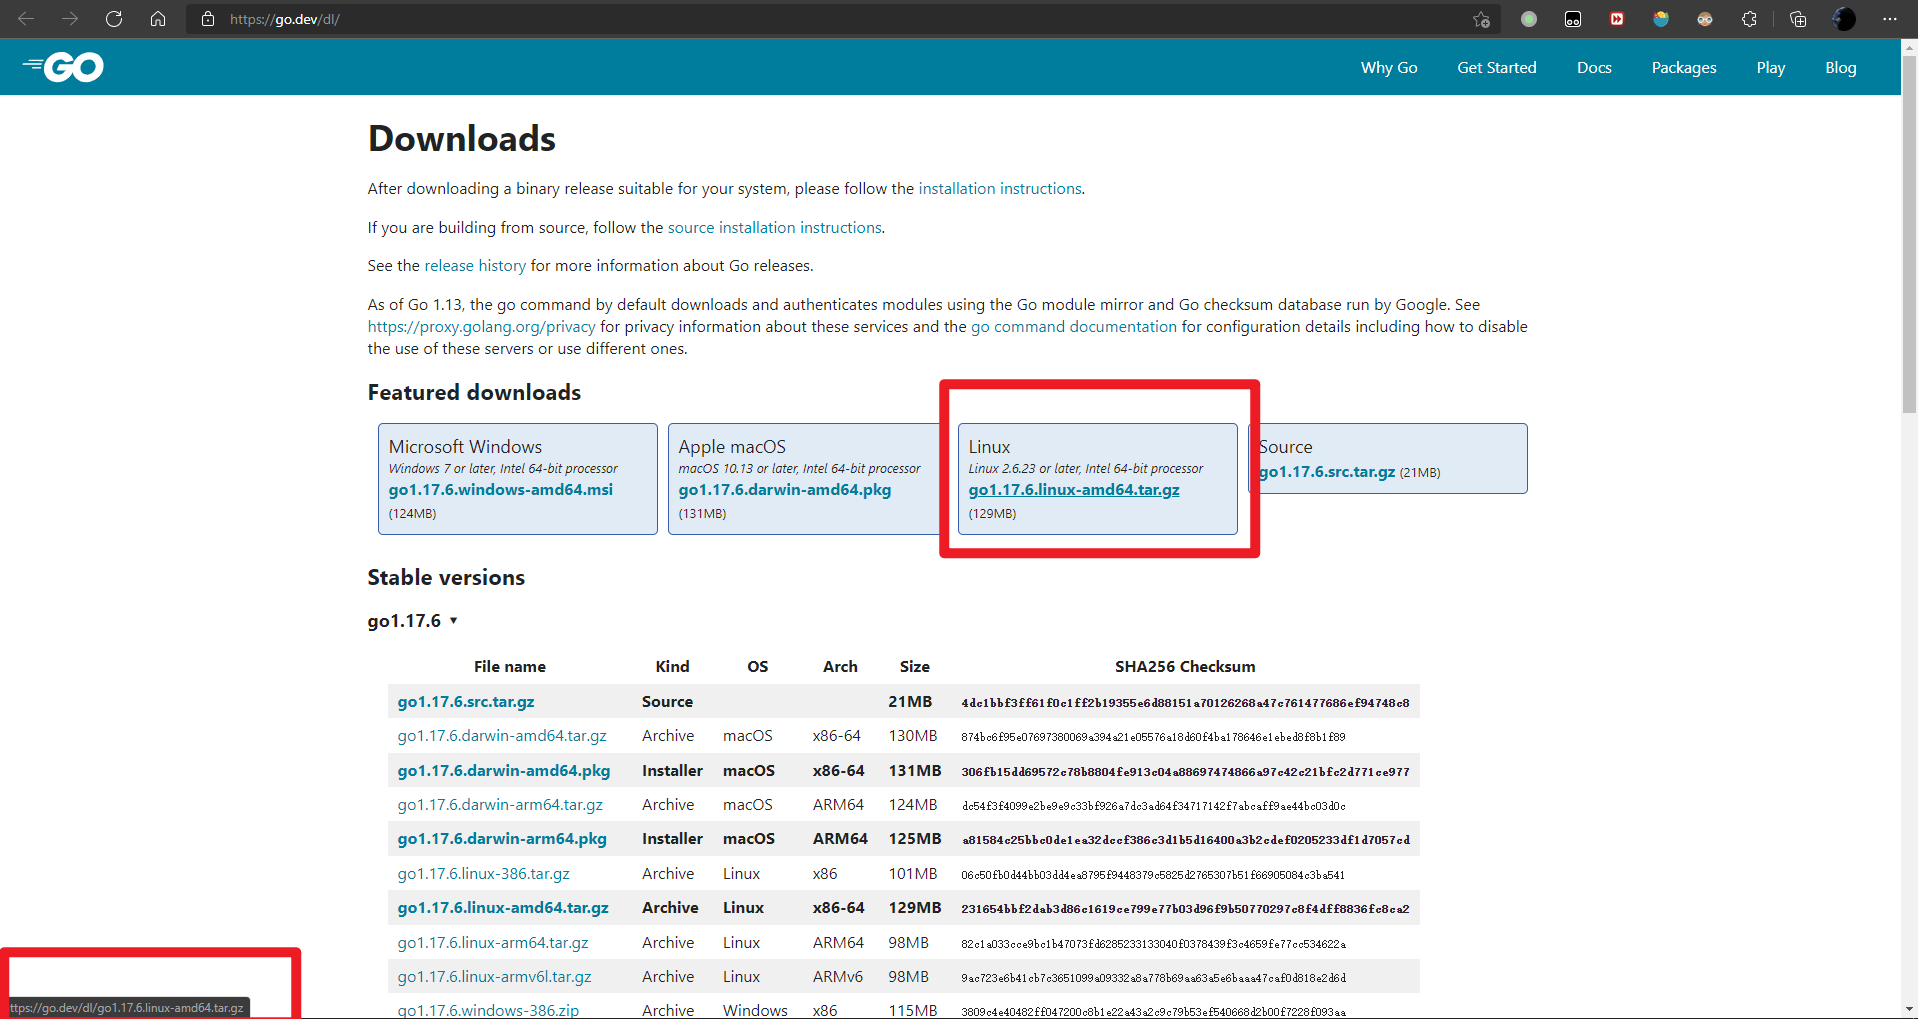 https://go.dev/dl/
GO
Why Go
Get Started
Docs
Packages
Play
Blog
Downloads
After downloading a binary release suitable for your system, please follow the installation instructions.
If you are building from source, follow the source installation instructions.
See the release history for more information about Go releases.
As of Go 1.13, the go command by default downloads and authenticates modules using the Go module mirror and Go checksum database run by Google. See
https://proxy.golang.org/privacy for privacy information about these services and the go command documentation for configuration details including how to disable
the use of these servers or use different ones.
Featured downloads
Microsoft Windows
Windows 7 or later, Intel 64-bit processor
go1.17.6.windows-amd64.msi
(124MB)
Apple macOS
macOS 10.13 or later, Intel 64-bit processor
go1.17.6.darwin-amd64.pkg
(131MB)
Linux
Linux 2.6.23 or later, Intel 64-bit processor
go1.17.6.linux-amd64.tar.gz
(129MB)
Source
go1.17.6.src.tar.gz (21MB)
Stable versions
go1.17.6 ▾
File name Kind OS Arch Size SHA256 Checksum
go1.17.6.src.tar.gz Source 21MB 4dc1bbf3ff61f0c1ff2b19355e6d88151a70126268a47c761477686ef94748c8
go1.17.6.darwin-amd64.tar.gz Archive macOS x86-64 130MB 874bc6f95e07697380069a394a21e05576a18d60f4ba178646e1ebed8f8b1f89
go1.17.6.darwin-amd64.pkg Installer macOS x86-64 131MB 306fb15dd69572c78b8804fe913c04a88697474866a97c42c21bfc2d771ce977
go1.17.6.darwin-arm64.tar.gz Archive macOS ARM64 124MB dc54f3f4099e2be9e9c33bf926a7dc3ad64f34717142f7abcaff9ae44bc03d0c
go1.17.6.darwin-arm64.pkg Installer macOS ARM64 125MB a81584c25bbc0de1ea32dccf386c3d1b5d16400a3b2cdef0205233df1d7057cd
go1.17.6.linux-386.tar.gz Archive Linux x86 101MB 06c50fb0d44bb03dd4ea8795f9448379c5825d2765307b51f66905084c3ba541
go1.17.6.linux-amd64.tar.gz Archive Linux x86-64 129MB 231654bbf2dab3d86c1619ce799e77b03d96f9b50770297c8f4dff8836fc8ca2
go1.17.6.linux-arm64.tar.gz Archive Linux ARM64 98MB 82c1a033cce9bc1b47073fd6285233133040f0378439f3c4659fe77cc534622a
go1.17.6.linux-armv6l.tar.gz Archive Linux ARMv6 98MB 9ac723e6b41cb7c3651099a09332a8a778b69aa63a5e6baaa47caf0d818e2d6d
go1.17.6.windows-386.zip Archive Windows x86 115MB 3809c4e40482ff047200c8b1e22a43a2c9c79b53ef540668d2b00f7228f093aa
ttps://go.dev/dl/go1.17.6.linux-amd64.tar.gz